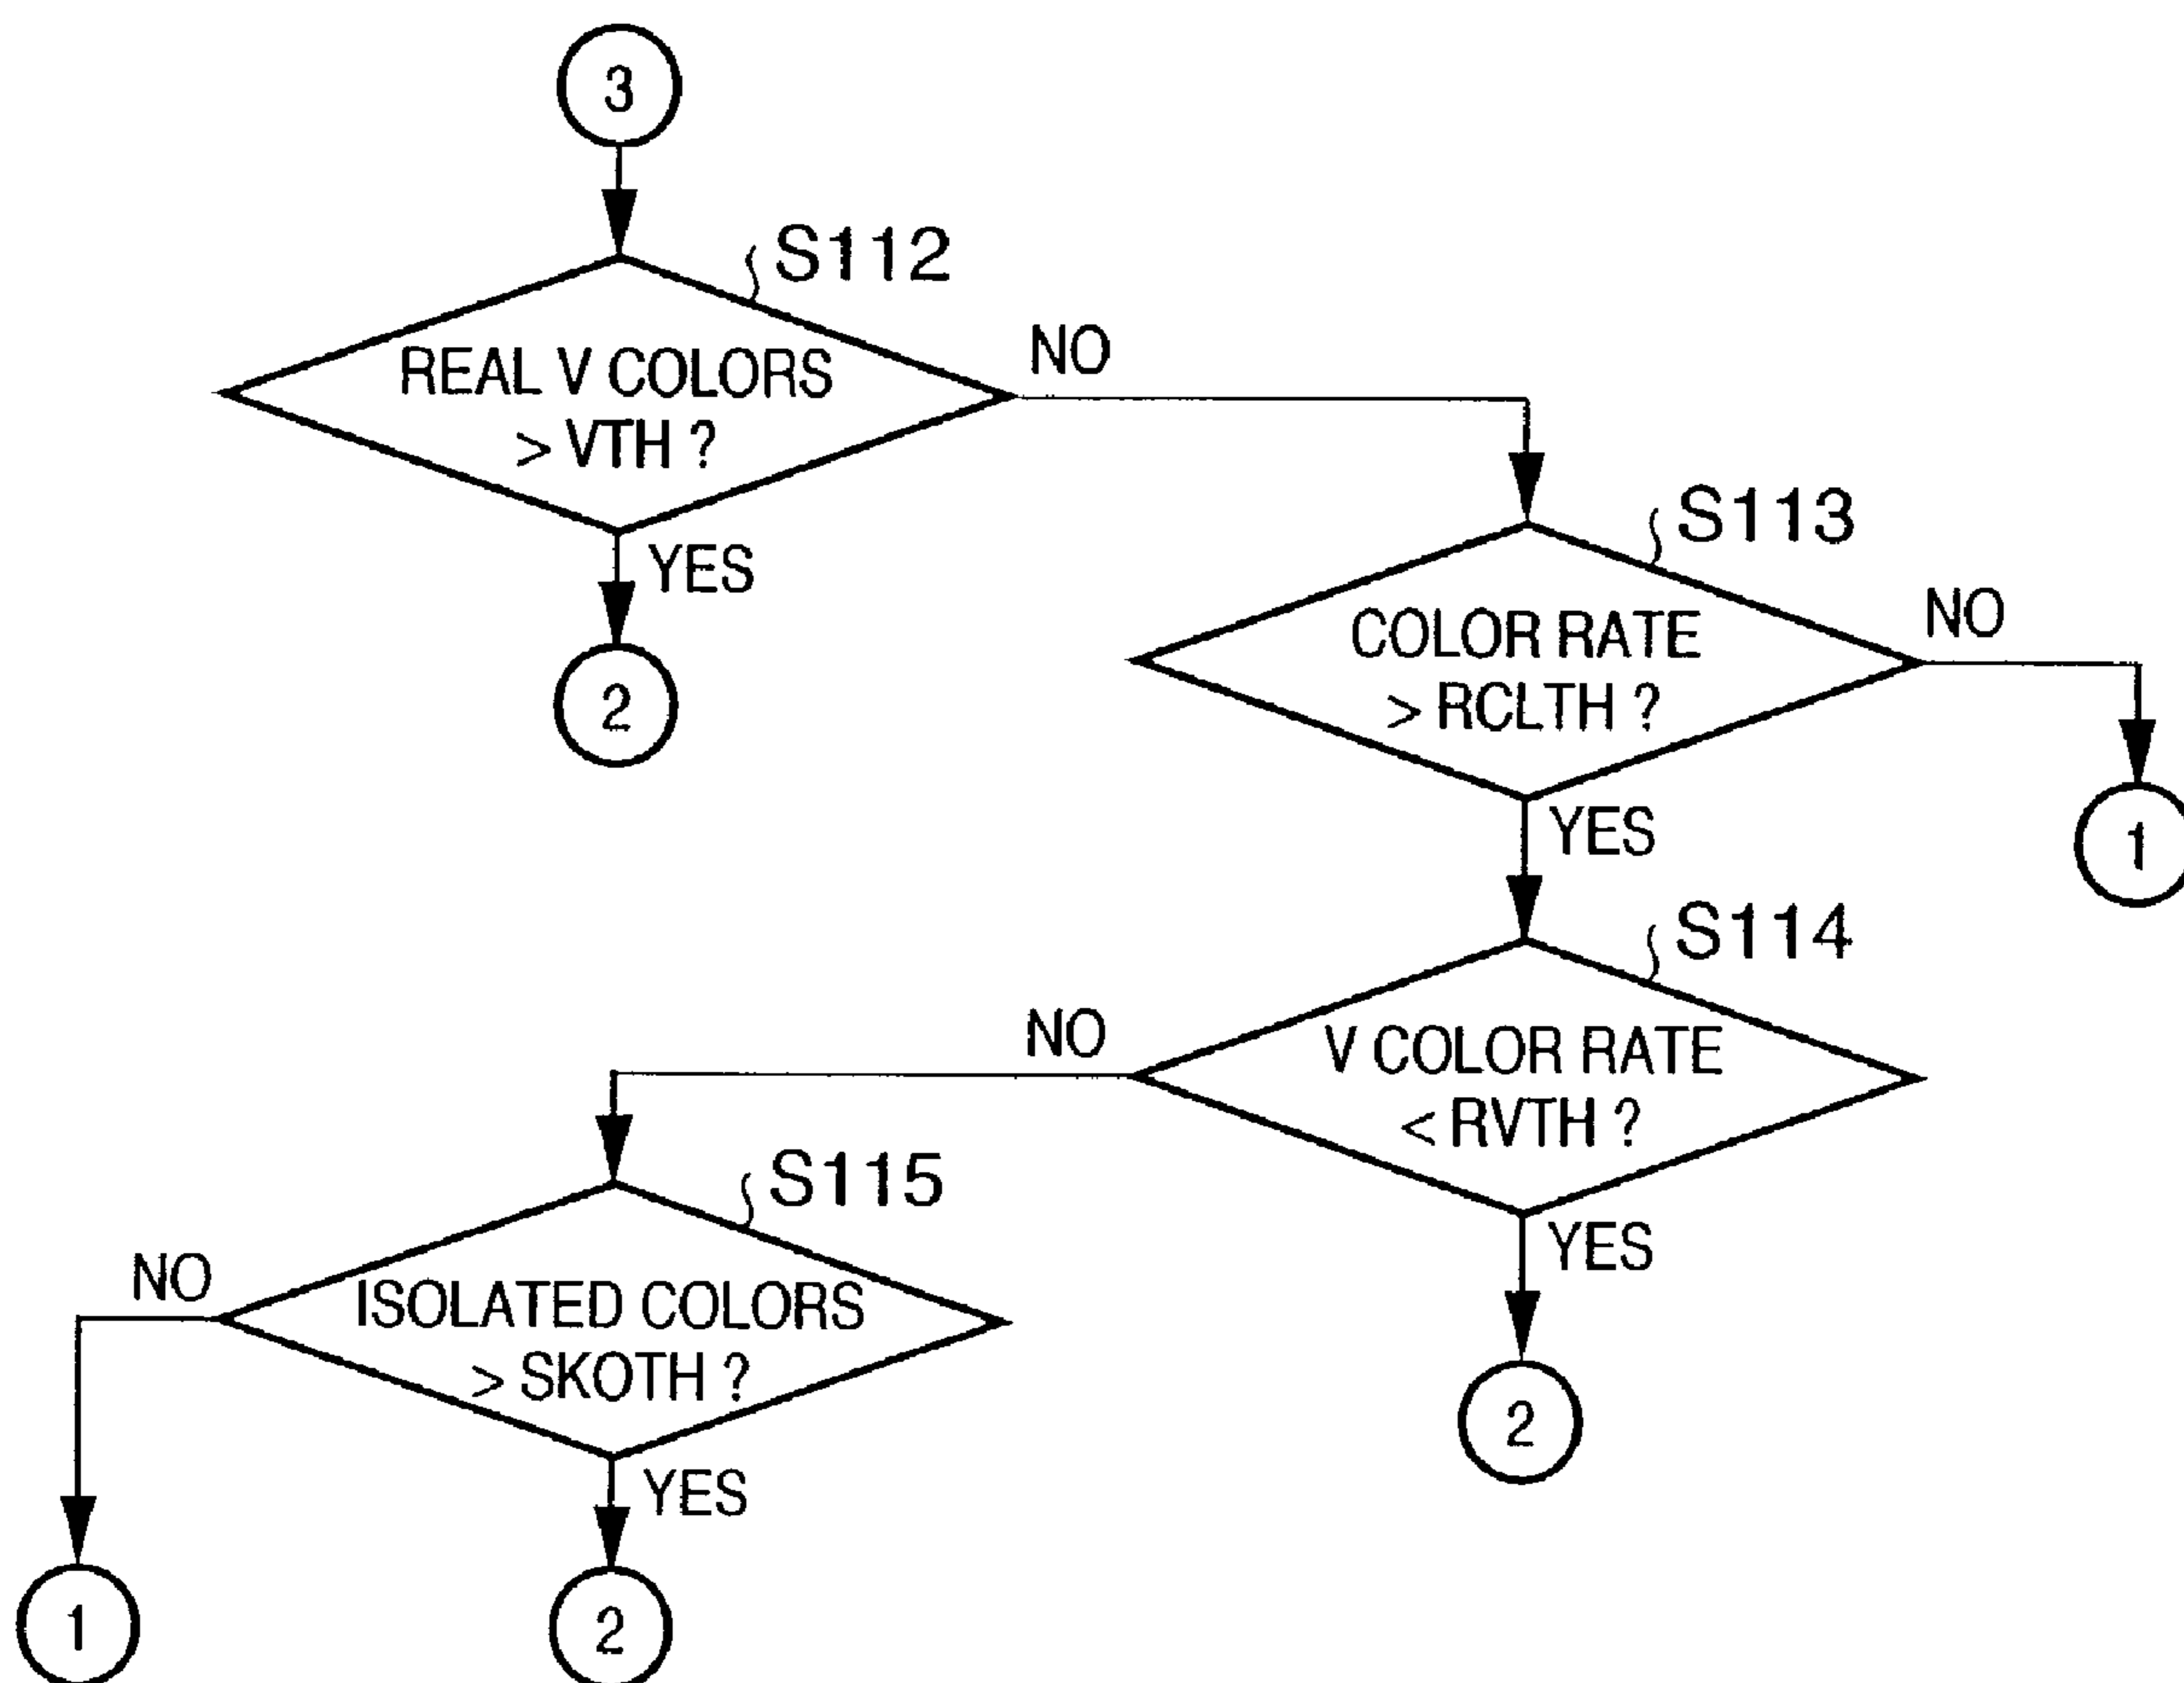 3
S112
REAL V COLORS
> VTH ?
NO
YES
2
S113
COLOR RATE
> RCLTH ?
NO
1
YES
S114
V COLOR RATE
< RVTH ?
NO
YES
2
S115
ISOLATED COLORS
> SKOTH ?
NO
YES
1
2